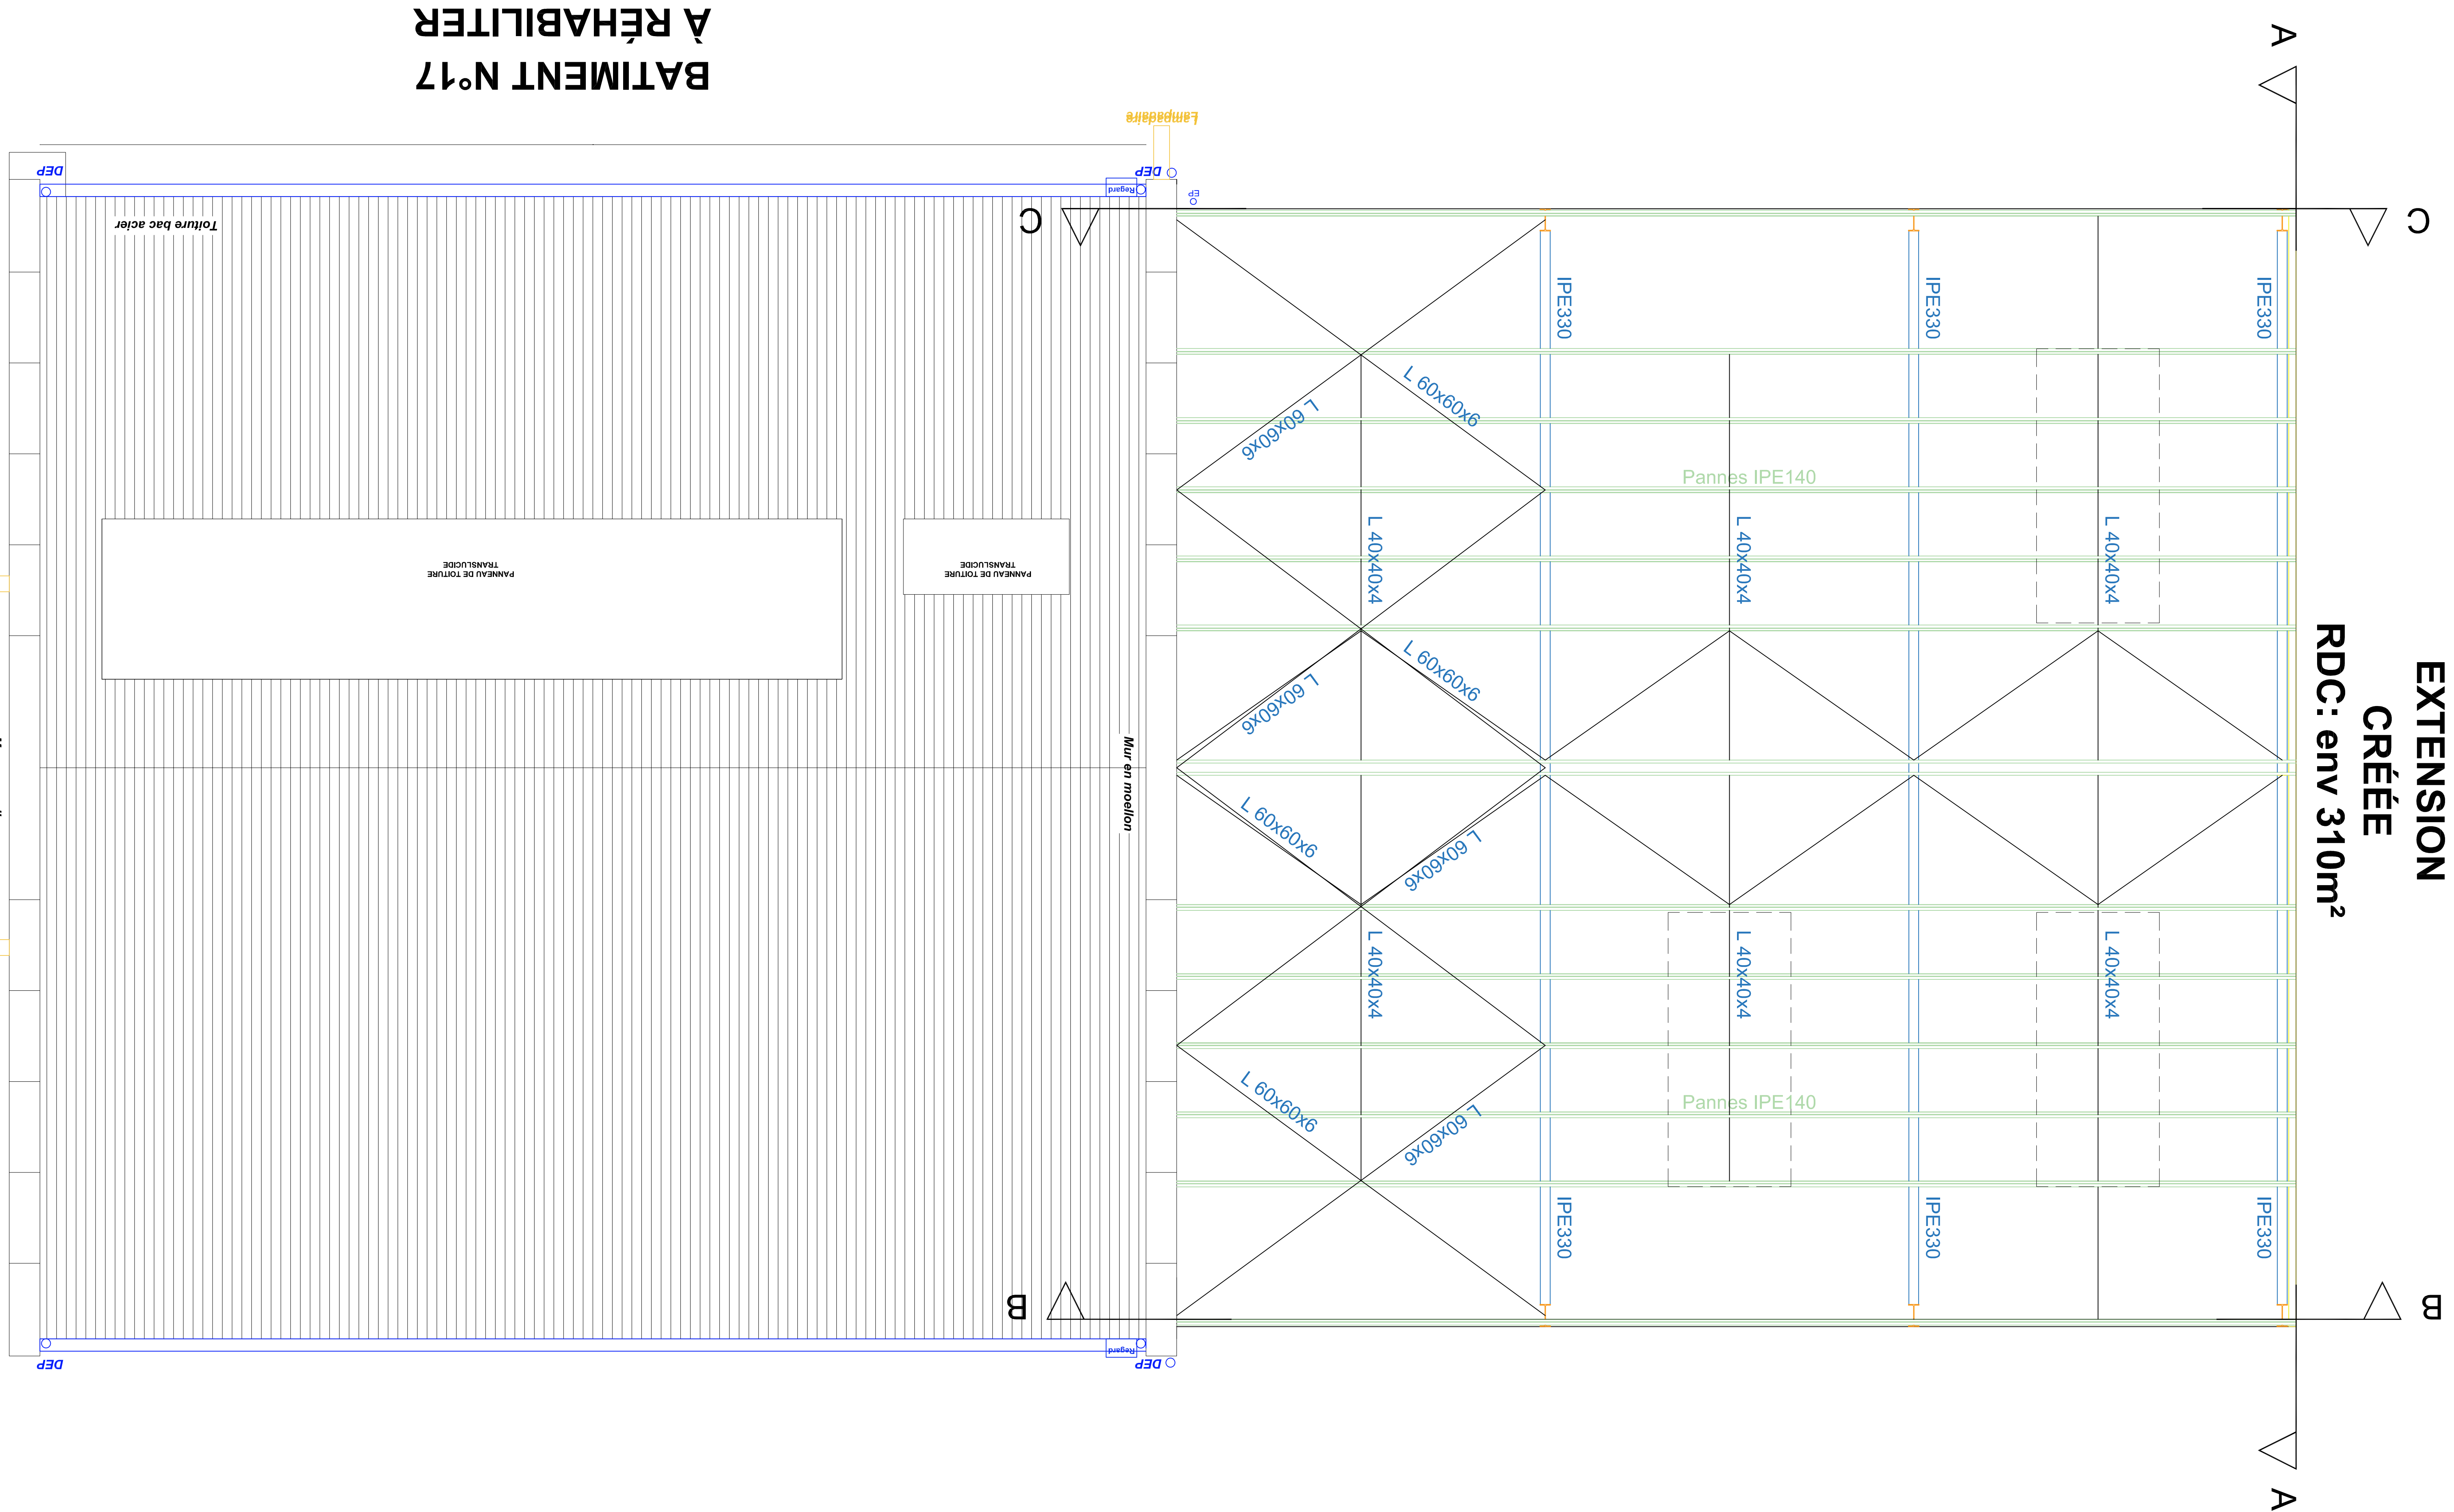 BATIMENT N°17
À RÉHABILITER
Lampadaire
Lampadaire
DEP
DEP
Regard
EP
Toiture bac acier
A
C
C
IPE330
IPE330
IPE330
L 60x60x6
L 60x60x6
Pannes IPE140
L 40x40x4
L 40x40x4
L 40x40x4
PANNEAU DE TOITURE
TRANSLUCIDE
PANNEAU DE TOITURE
TRANSLUCIDE
L 60x60x6
L 60x60x6
Mur en moellon
EXTENSION
CRÉÉE
RDC: env 310m²
L 60x60x6
L 60x60x6
L 40x40x4
L 40x40x4
L 40x40x4
Pannes IPE140
L 60x60x6
L 60x60x6
IPE330
IPE330
IPE330
B
B
DEP
Regard
DEP
A